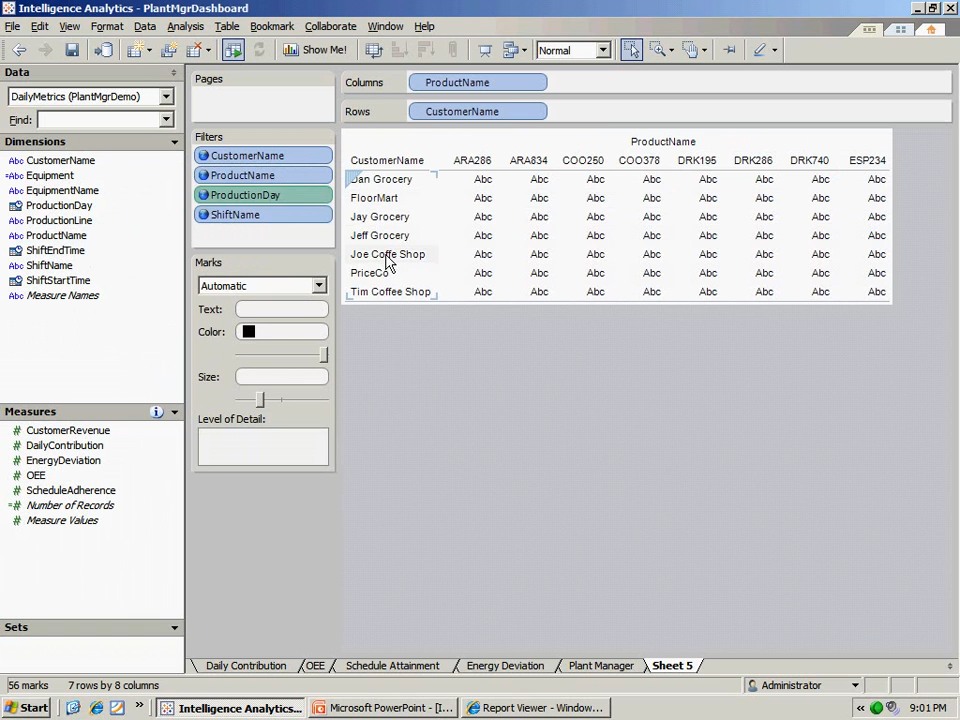 Intelligence Analytics - PlantMgrDashboard
File Edit View Format Data Analysis Table Bookmark Collaborate Window Help
Show Me! Normal
Data
DailyMetrics (PlantMgrDemo)
Find:
Dimensions
Abc CustomerName
Abc Equipment
Abc EquipmentName
ProductionDay
Abc ProductionLine
Abc ProductName
ShiftEndTime
Abc ShiftName
ShiftStartTime
Abc Measure Names
Measures
# CustomerRevenue
# DailyContribution
# EnergyDeviation
# OEE
# ScheduleAdherence
=# Number of Records
# Measure Values
Sets
Pages
Filters
CustomerName
ProductName
ProductionDay
ShiftName
Marks
Automatic
Text:
Color:
Size:
Level of Detail:
Columns ProductName
Rows CustomerName
ProductName
CustomerName ARA286 ARA834 COO250 COO378 DRK195 DRK286 DRK740 ESP234
Dan Grocery Abc Abc Abc Abc Abc Abc Abc Abc
FloorMart Abc Abc Abc Abc Abc Abc Abc Abc
Jay Grocery Abc Abc Abc Abc Abc Abc Abc Abc
Jeff Grocery Abc Abc Abc Abc Abc Abc Abc Abc
Joe Coffe Shop Abc Abc Abc Abc Abc Abc Abc Abc
PriceCo Abc Abc Abc Abc Abc Abc Abc Abc
Tim Coffee Shop Abc Abc Abc Abc Abc Abc Abc Abc
Daily Contribution OEE Schedule Attainment Energy Deviation Plant Manager Sheet 5
56 marks 7 rows by 8 columns Administrator
Start » Intelligence Analytics... Microsoft PowerPoint - [I... Report Viewer - Window... « 9:01 PM